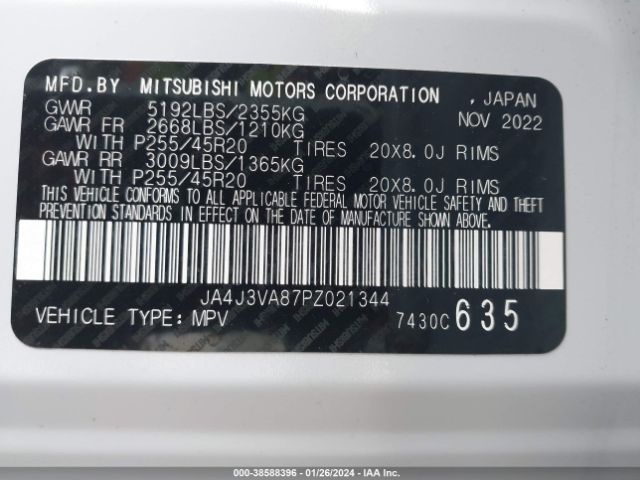 MFD.BY MITSUBISHI MOTORS CORPORATION , JAPAN
GWR 5192LBS/2355KG NOV 2022
GAWR FR 2668LBS/1210KG
WITH P255/45R20 TIRES 20X8.0J RIMS
GAWR RR 3009LBS/1365KG
WITH P255/45R20 TIRES 20X8.0J RIMS
THIS VEHICLE CONFORMS TO ALL APPLICABLE FEDERAL MOTOR VEHICLE SAFETY AND THEFT
PREVENTION STANDARDS IN EFFECT ON THE DATE OF MANUFACTURE SHOWN ABOVE.
JA4J3VA87PZ021344
VEHICLE TYPE: MPV 7430C 635
000-38588396 - 01/26/2024 - IAAI.COM